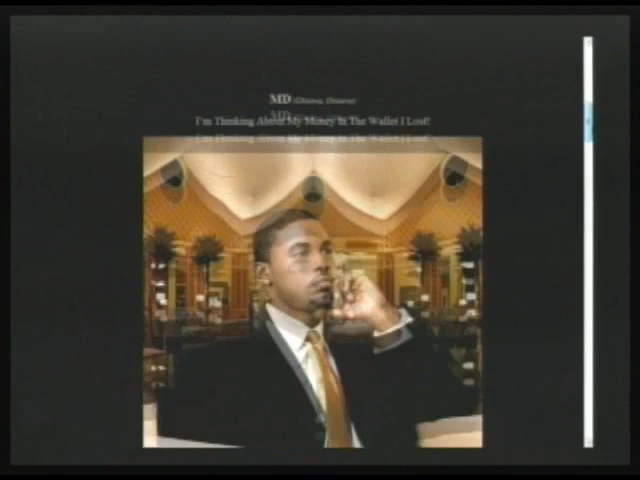 MD (Ottawa, Ontario)
I'm Thinking About My Money In The Wallet I Lost!